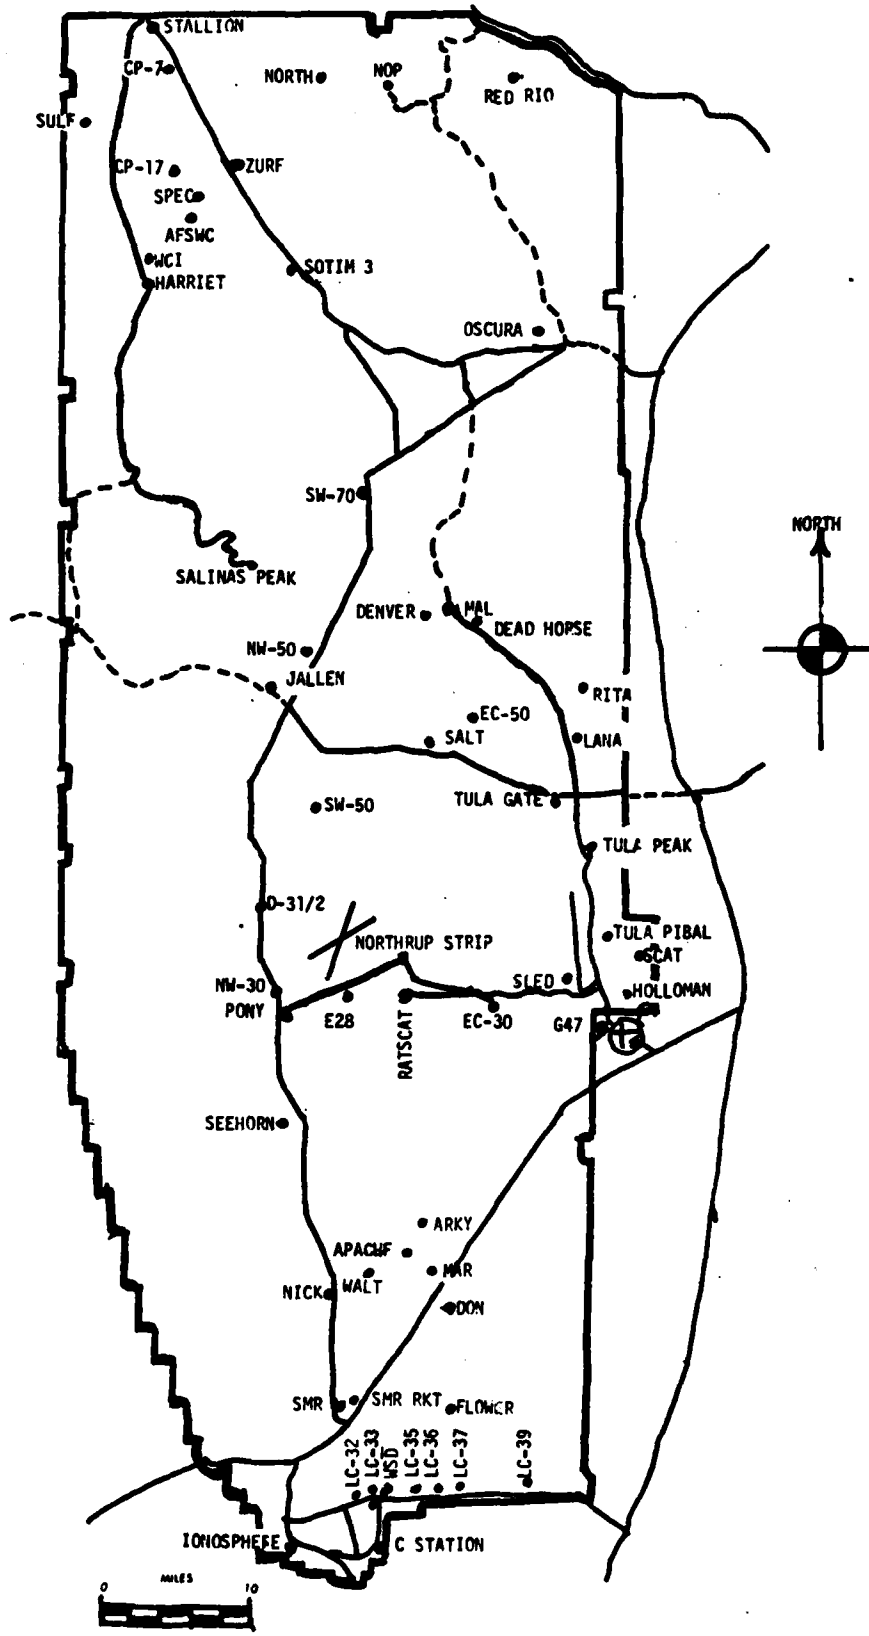 STALLION
CP-7
NORTH
NOP
RED RIO
SULF
CP-17
ZURF
SPEC
AFSWC
WCI
HARRIET
SOTIM 3
OSCURA
SW-70
NORTH
SALINAS PEAK
DENVER
MAL
DEAD HORSE
NW-50
JALLEN
RITA
EC-50
SALT
LANA
TULA GATE
SW-50
TULA PEAK
D-31/2
TULA PIBAL
NORTHRUP STRIP
SCAT
SLED
NW-30
HOLLOMAN
PONY
E28
RATSCAT
EC-30
G47
SEEHORN
ARKY
APACHE
MAR
NICK
WALT
DON
SMR
SMR RKT
FLOWER
LC-32
LC-33
WSD
LC-35
LC-36
LC-37
LC-39
IONOSPHERE
C STATION
0 MILES 10